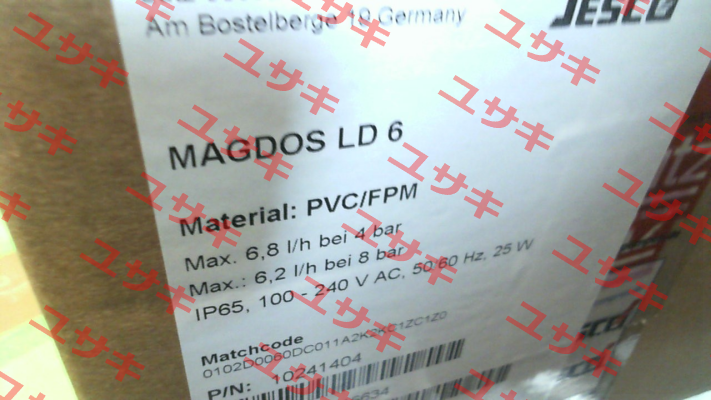 JESCO
Am Bostelberge 19 Germany
MAGDOS LD 6
Material: PVC/FPM
Max. 6,8 l/h bei 4 bar
Max.: 6,2 l/h bei 8 bar
IP65, 100 - 240 V AC, 50/60 Hz, 25 W
Matchcode
P/N: 10241404
ユサキ